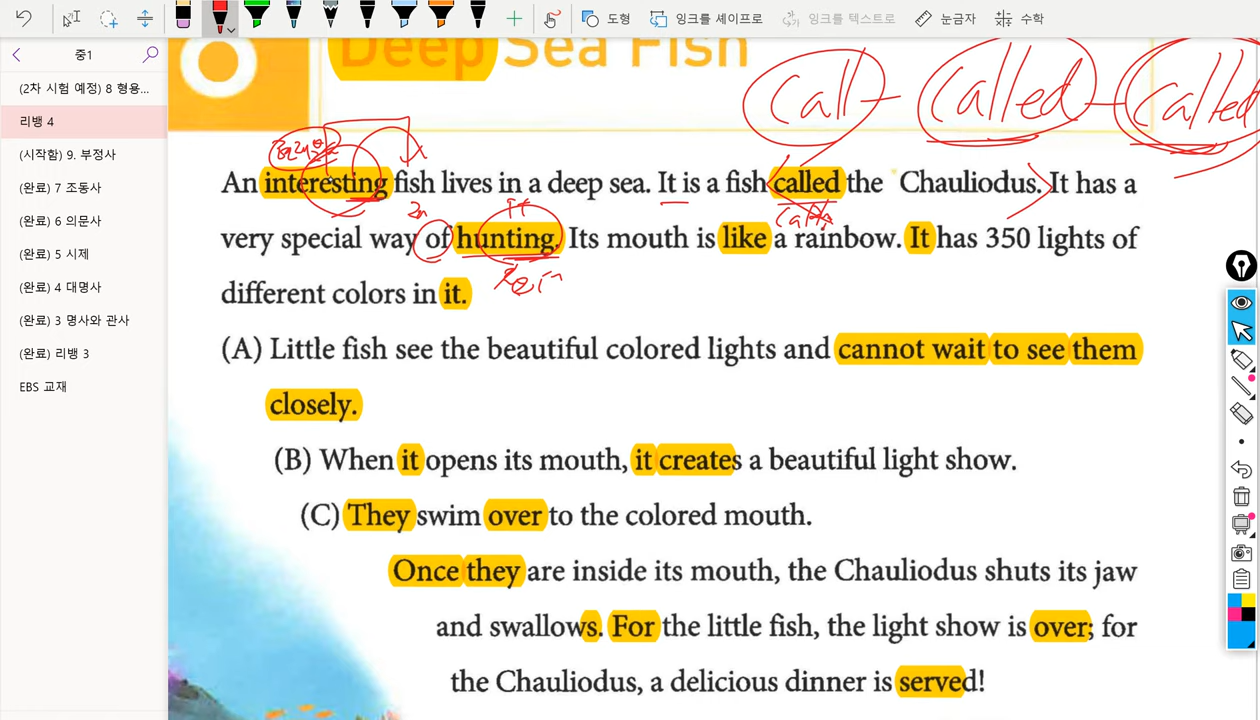 도형
잉크를 셰이프로
잉크를 텍스트로
눈금자
수학
중1
(2차 시험 예정) 8 형용...
리뱅 4
(시작함) 9. 부정사
(완료) 7 조동사
(완료) 6 의문사
(완료) 5 시제
(완료) 4 대명사
(완료) 3 명사와 관사
(완료) 리뱅 3
EBS 교재
Deep Sea Fish
Call - Called - Called
An interesting fish lives in a deep sea. It is a fish called the Chauliodus. It has a
very special way of hunting. Its mouth is like a rainbow. It has 350 lights of
different colors in it.
(A) Little fish see the beautiful colored lights and cannot wait to see them
closely.
(B) When it opens its mouth, it creates a beautiful light show.
(C) They swim over to the colored mouth.
Once they are inside its mouth, the Chauliodus shuts its jaw
and swallows. For the little fish, the light show is over; for
the Chauliodus, a delicious dinner is served!